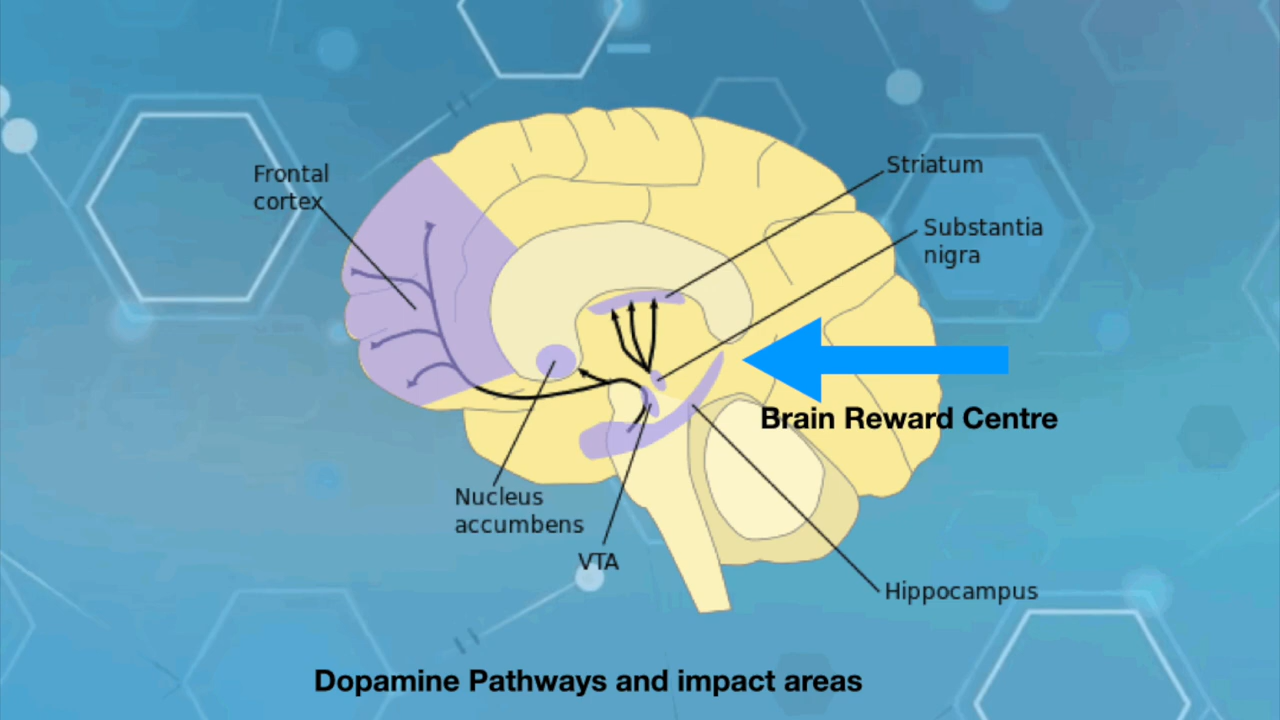 Frontal
cortex
Striatum
Substantia
nigra
Brain Reward Centre
Nucleus
accumbens
VTA
Hippocampus
Dopamine Pathways and impact areas